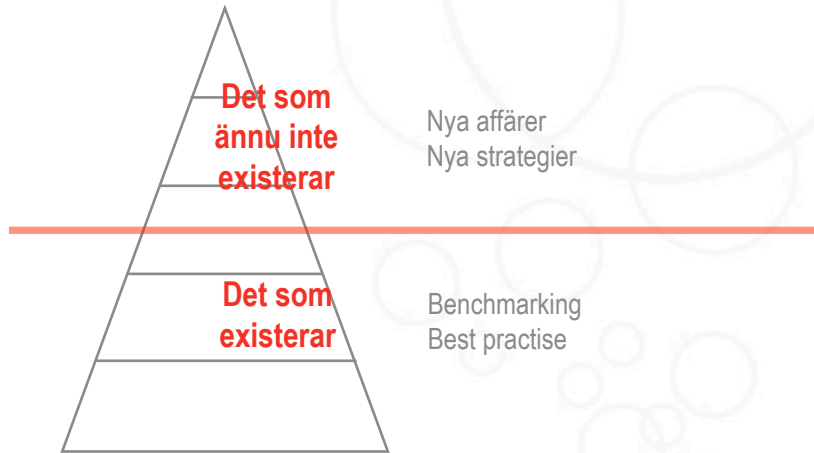 Det som
ännu inte
existerar
Nya affärer
Nya strategier
Det som
existerar
Benchmarking
Best practise